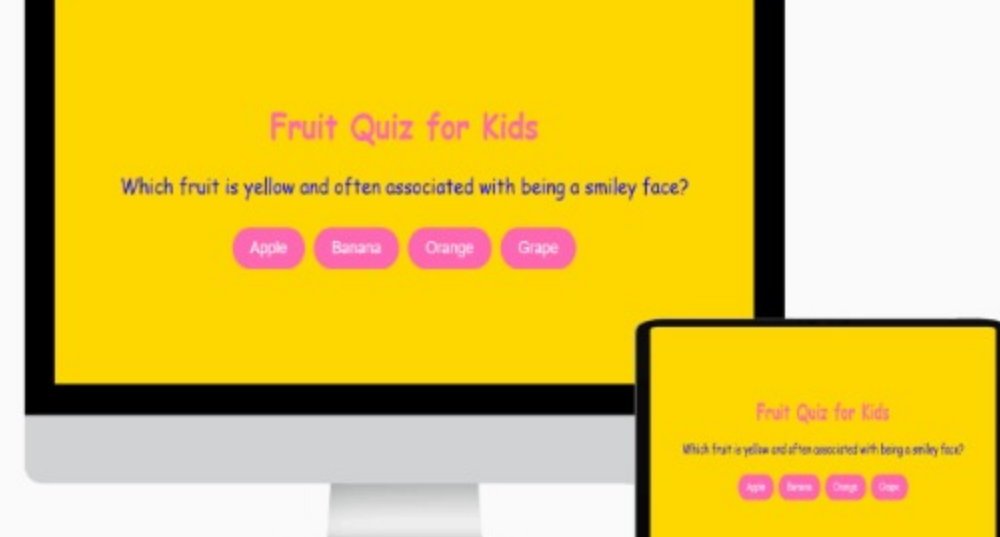 Fruit Quiz for Kids
Which fruit is yellow and often associated with being a smiley face?
Apple Banana Orange Grape
Fruit Quiz for Kids
Which fruit is yellow and often associated with being a smiley face?
Apple Banana Orange Grape